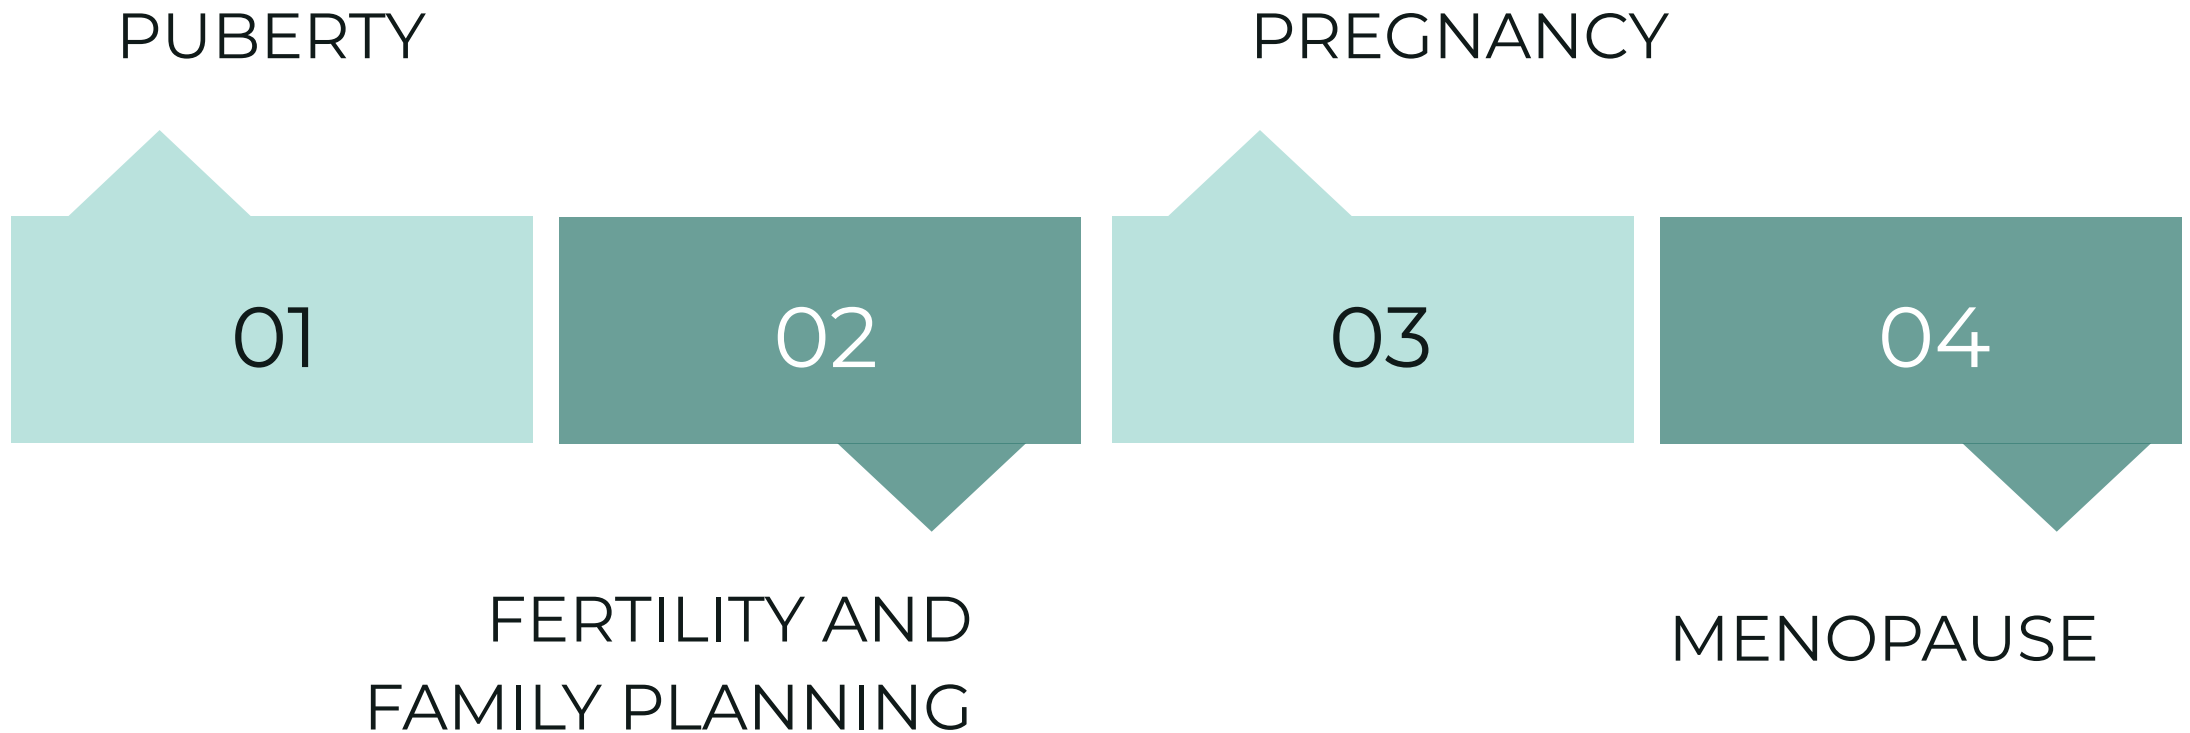 PUBERTY
PREGNANCY
01
02
03
04
FERTILITY AND
FAMILY PLANNING
MENOPAUSE